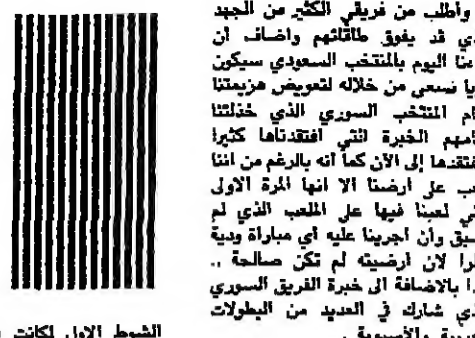 وأطلب من فريقي الكثير من الجهد
قد يفوق طاقاتهم واضاف ان
اليوم بالمنتخب السعودي سيكون
نسعى من خلاله لتعويض هزيمتنا
المنتخب السوري الذي خذلتنا
الخبرة التي افتقدناها كثيرا
إلى الآن كما أنه بالرغم من اننا
على ارضنا الا انها المرة الاولى
لعبنا فيها على الملعب الذي لم
وأن اجرينا عليه أي مباراة ودية
لان ارضيته لم تكن صالحة ..
بالاضافة الى خبرة الفريق السوري
شارك في العديد من البطولات
والآسيوية .
الشوط الاول لكانت